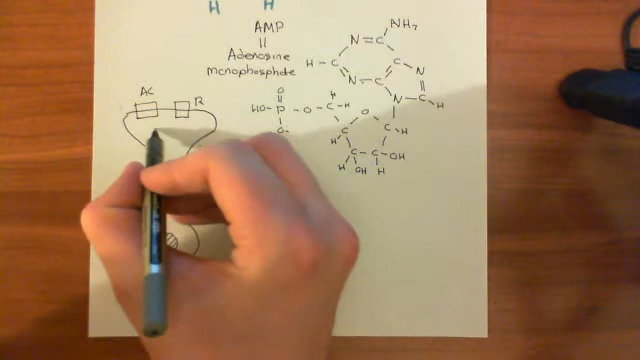 H H
AMP
=
Adenosine
monophosphate
AC R
NH2
N=C
H-C C N
N-C
N-C-H
O
HO-P-O-C-H
H
O-
O
C C-H
H
C-C-OH
H OH H